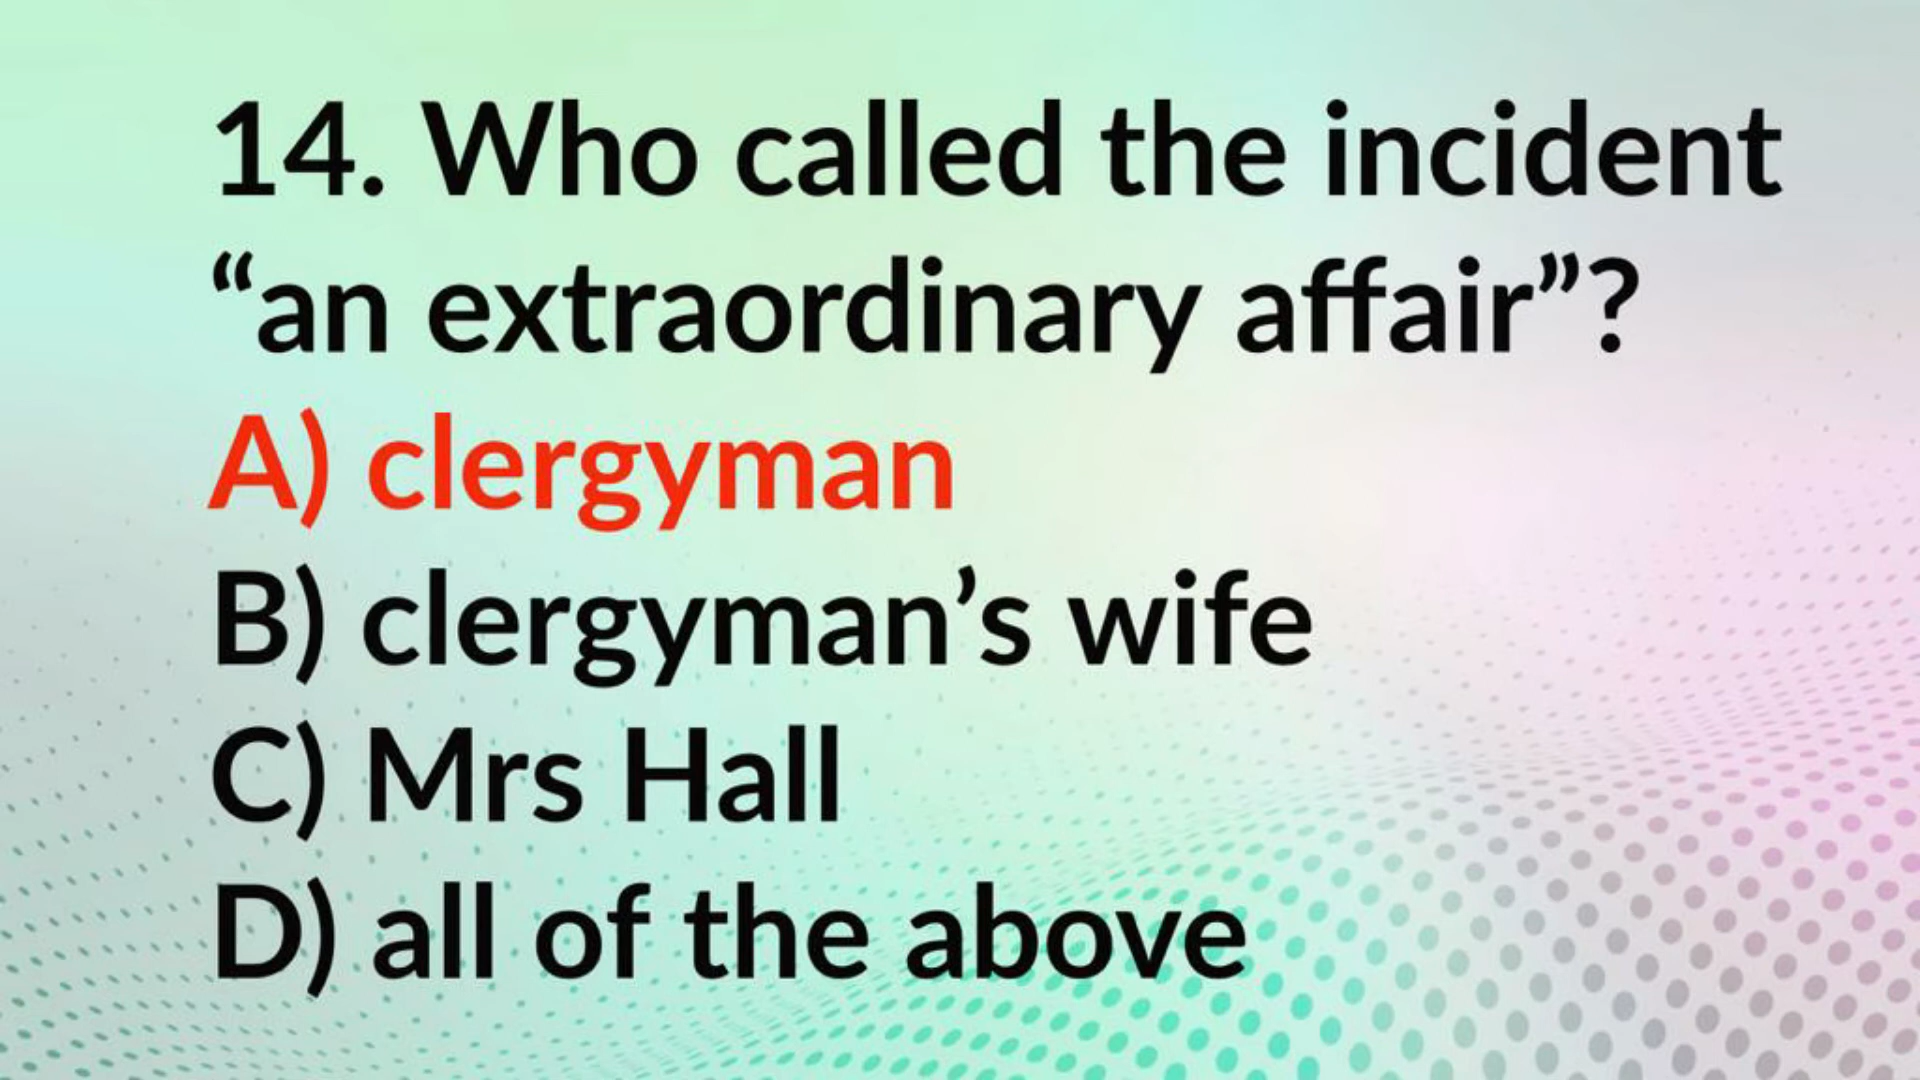 14. Who called the incident
“an extraordinary affair”?
A) clergyman
B) clergyman’s wife
C) Mrs Hall
D) all of the above